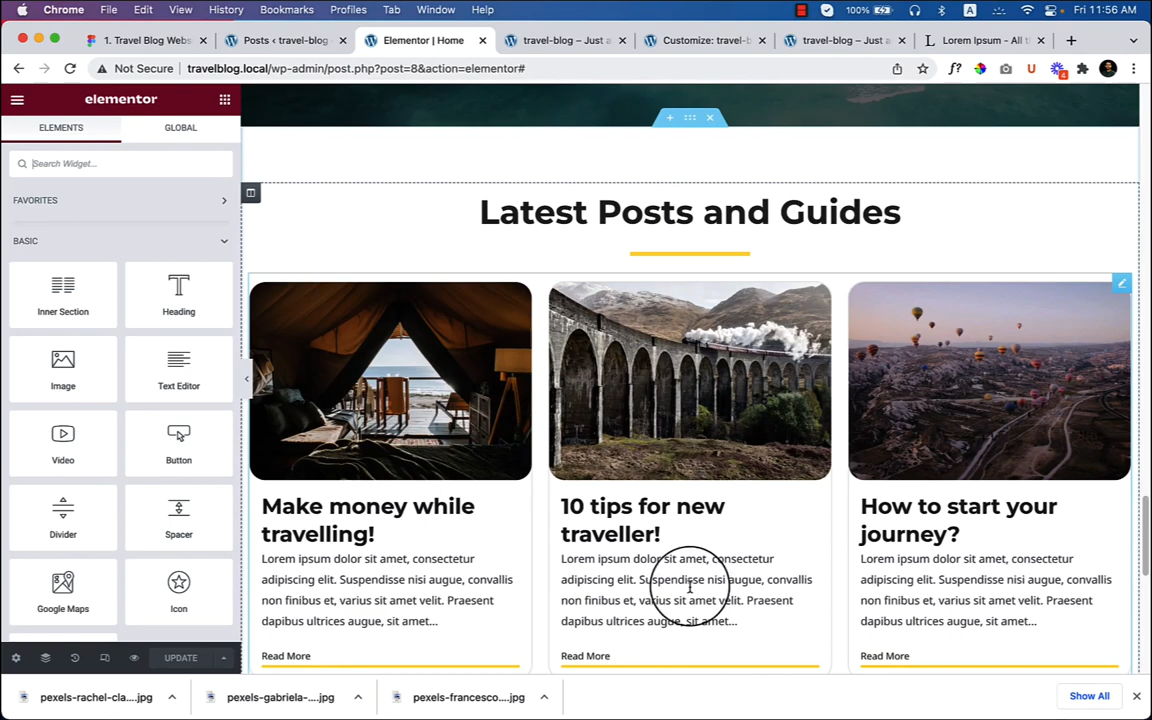 Chrome File Edit View History Bookmarks Profiles Tab Window Help 100% A Fri 11:56 AM
1. Travel Blog Webs Posts ‹ travel-blog Elementor | Home travel-blog – Just a Customize: travel-b travel-blog – Just a Lorem Ipsum - All t
Not Secure travelblog.local/wp-admin/post.php?post=8&action=elementor# f? 4
elementor
ELEMENTS GLOBAL
Search Widget...
FAVORITES
BASIC
Inner Section Heading
Image Text Editor
Video Button
Divider Spacer
Google Maps Icon
UPDATE
Latest Posts and Guides
Make money while
travelling!
Lorem ipsum dolor sit amet, consectetur
adipiscing elit. Suspendisse nisi augue, convallis
non finibus et, varius sit amet velit. Praesent
dapibus ultrices augue, sit amet...
Read More
10 tips for new
traveller!
Lorem ipsum dolor sit amet, consectetur
adipiscing elit. Suspendisse nisi augue, convallis
non finibus et, varius sit amet velit. Praesent
dapibus ultrices augue, sit amet...
Read More
How to start your
journey?
Lorem ipsum dolor sit amet, consectetur
adipiscing elit. Suspendisse nisi augue, convallis
non finibus et, varius sit amet velit. Praesent
dapibus ultrices augue, sit amet...
Read More
pexels-rachel-cla....jpg pexels-gabriela-....jpg pexels-francesco...jpg Show All